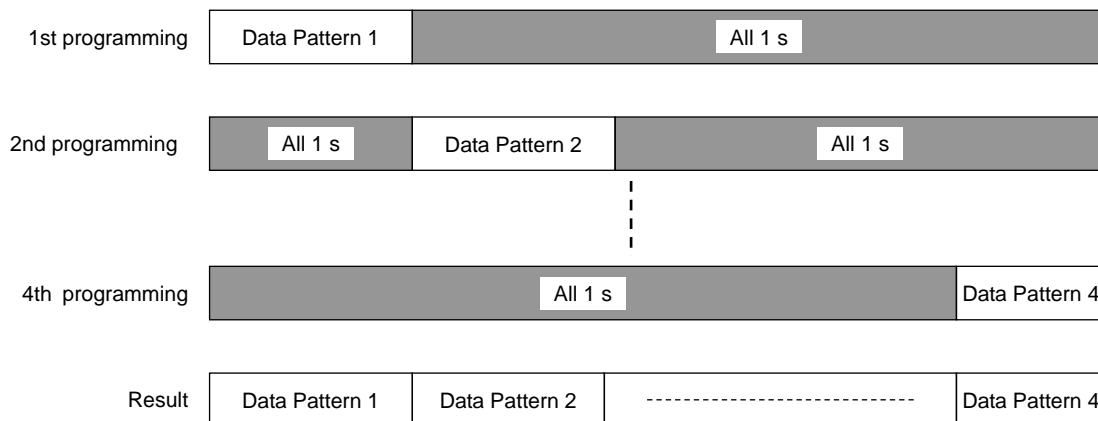 1st programming Data Pattern 1 All 1 s
2nd programming All 1 s Data Pattern 2 All 1 s
4th programming All 1 s Data Pattern 4
Result Data Pattern 1 Data Pattern 2 Data Pattern 4